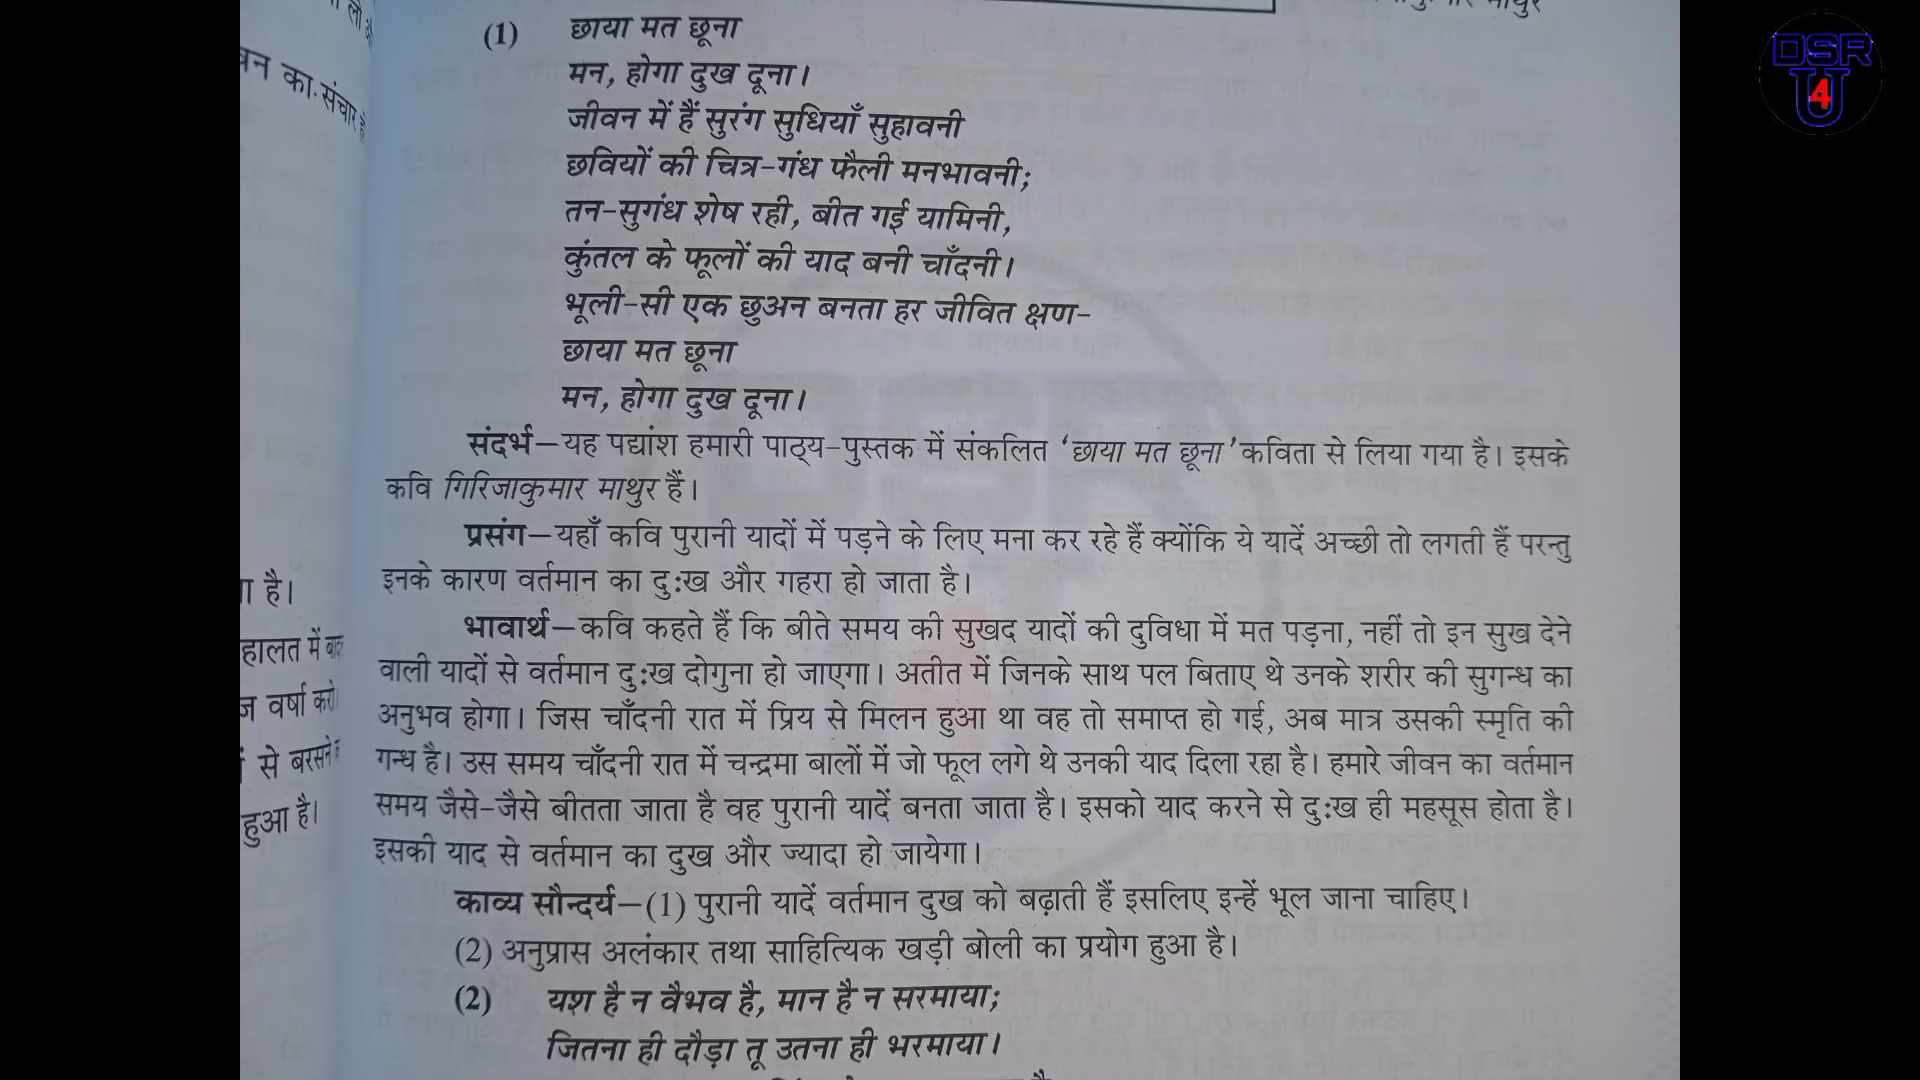 (1) छाया मत छूना
मन, होगा दुख दूना।
जीवन में हैं सुरंग सुधियाँ सुहावनी
छवियों की चित्र-गंध फैली मनभावनी;
तन-सुगंध शेष रही, बीत गई यामिनी,
कुंतल के फूलों की याद बनी चाँदनी।
भूली-सी एक छुअन बनता हर जीवित क्षण-
छाया मत छूना
मन, होगा दुख दूना।
संदर्भ—यह पद्यांश हमारी पाठ्य-पुस्तक में संकलित ‘छाया मत छूना’ कविता से लिया गया है। इसके
कवि गिरिजाकुमार माथुर हैं।
प्रसंग—यहाँ कवि पुरानी यादों में पड़ने के लिए मना कर रहे हैं क्योंकि ये यादें अच्छी तो लगती हैं परन्तु
इनके कारण वर्तमान का दुःख और गहरा हो जाता है।
भावार्थ—कवि कहते हैं कि बीते समय की सुखद यादों की दुविधा में मत पड़ना, नहीं तो इन सुख देने
वाली यादों से वर्तमान दुःख दोगुना हो जाएगा। अतीत में जिनके साथ पल बिताए थे उनके शरीर की सुगन्ध का
अनुभव होगा। जिस चाँदनी रात में प्रिय से मिलन हुआ था वह तो समाप्त हो गई, अब मात्र उसकी स्मृति की
गन्ध है। उस समय चाँदनी रात में चन्द्रमा बालों में जो फूल लगे थे उनकी याद दिला रहा है। हमारे जीवन का वर्तमान
समय जैसे-जैसे बीतता जाता है वह पुरानी यादें बनता जाता है। इसको याद करने से दुःख ही महसूस होता है।
इसकी याद से वर्तमान का दुख और ज्यादा हो जायेगा।
काव्य सौन्दर्य—(1) पुरानी यादें वर्तमान दुख को बढ़ाती हैं इसलिए इन्हें भूल जाना चाहिए।
(2) अनुप्रास अलंकार तथा साहित्यिक खड़ी बोली का प्रयोग हुआ है।
(2) यश है न वैभव है, मान है न सरमाया;
जितना ही दौड़ा तू उतना ही भरमाया।
का संचार
है।
हालत में
वर्षा करो
से बरसने
हुआ है।
DSR
U
4